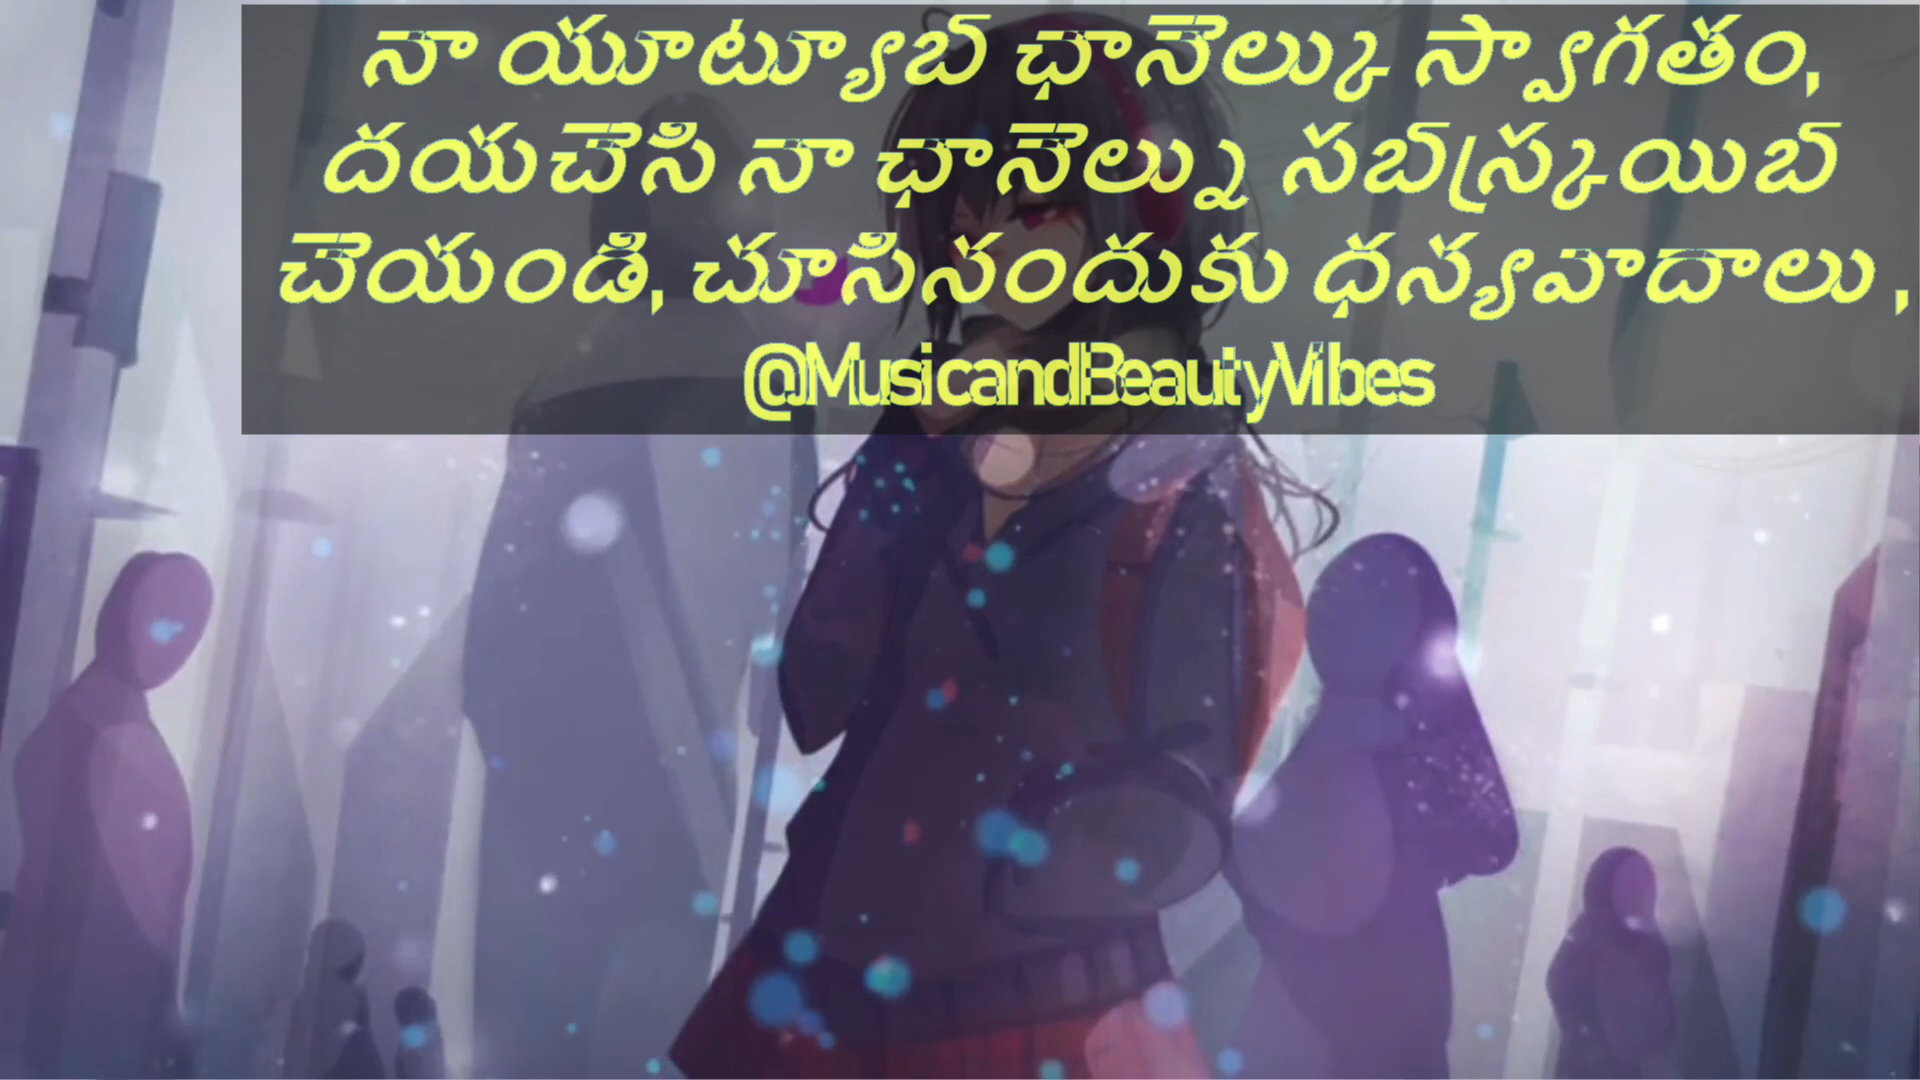 నా యూట్యూబ్ ఛానెల్కు స్వాగతం,
దయచేసి నా ఛానెల్ను సబ్‌స్క్రయిబ్
చేయండి, చూసినందుకు ధన్యవాదాలు ,
@MusicandBeautyVibes